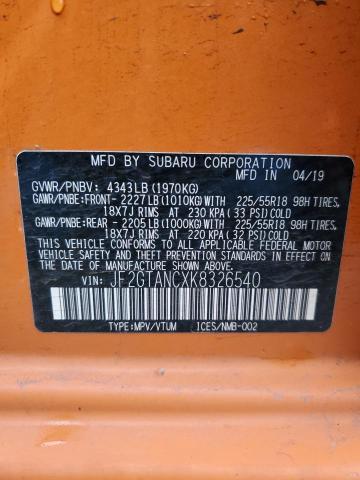 MFD BY SUBARU CORPORATION
MFD IN 04/19
GVWR/PNBV: 4343LB (1970KG)
GAWR/PNBE:FRONT- 2227LB (1010KG)WITH 225/55R18 98H TIRES,
18X7J RIMS AT 230 KPA (33 PSI)COLD
GAWR/PNBE:REAR - 2205LB (1000KG)WITH 225/55R18 98H TIRES,
18X7J RIMS AT 220 KPA (32 PSI)COLD
THIS VEHICLE CONFORMS TO ALL APPLICABLE FEDERAL MOTOR
VEHICLE SAFETY, BUMPER, AND THEFT PREVENTION STANDARDS
IN EFFECT ON THE DATE OF MANUFACTURE SHOWN ABOVE.
VIN: JF2GTANCXK8326540
TYPE:MPV/VTUM ICES/NMB-002